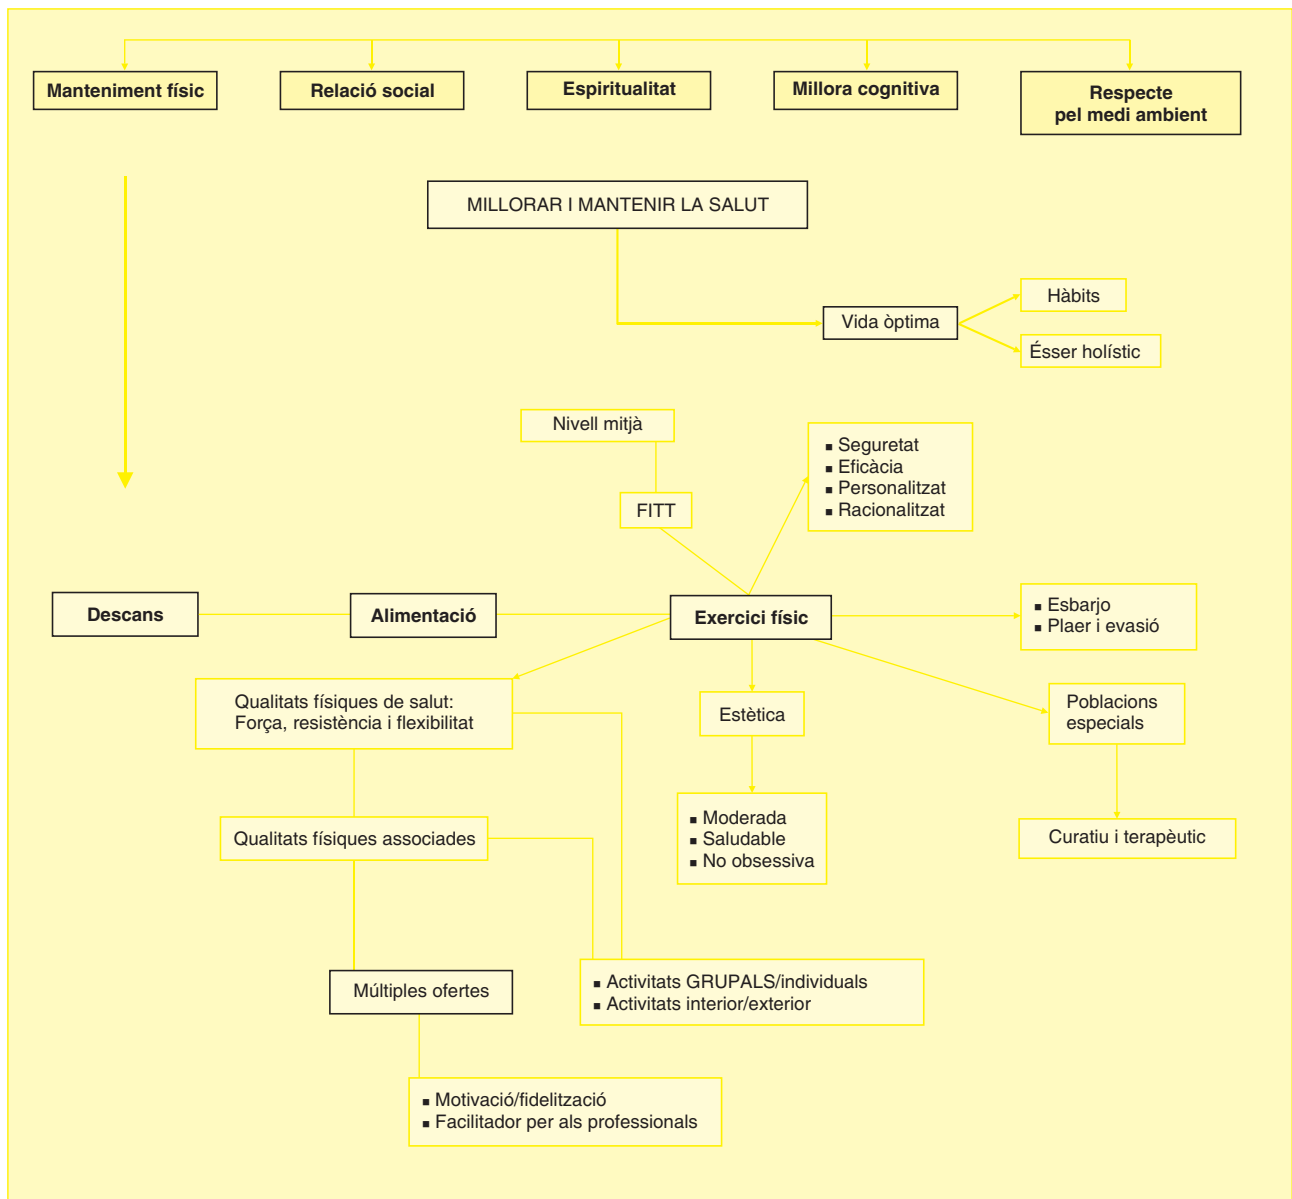 Manteniment físic
Relació social
Espiritualitat
Millora cognitiva
Respecte
pel medi ambient
MILLORAR I MANTENIR LA SALUT
Hàbits
Vida òptima
Ésser holístic
Nivell mitjà
FITT
■ Seguretat
■ Eficàcia
■ Personalitzat
■ Racionalitzat
Descans
Alimentació
Exercici físic
■ Esbarjo
■ Plaer i evasió
Qualitats físiques de salut:
Força, resistència i flexibilitat
Estètica
Poblacions
especials
■ Moderada
■ Saludable
■ No obsessiva
Qualitats físiques associades
Curatiu i terapèutic
Múltiples ofertes
■ Activitats GRUPALS/individuals
■ Activitats interior/exterior
■ Motivació/fidelització
■ Facilitador per als professionals